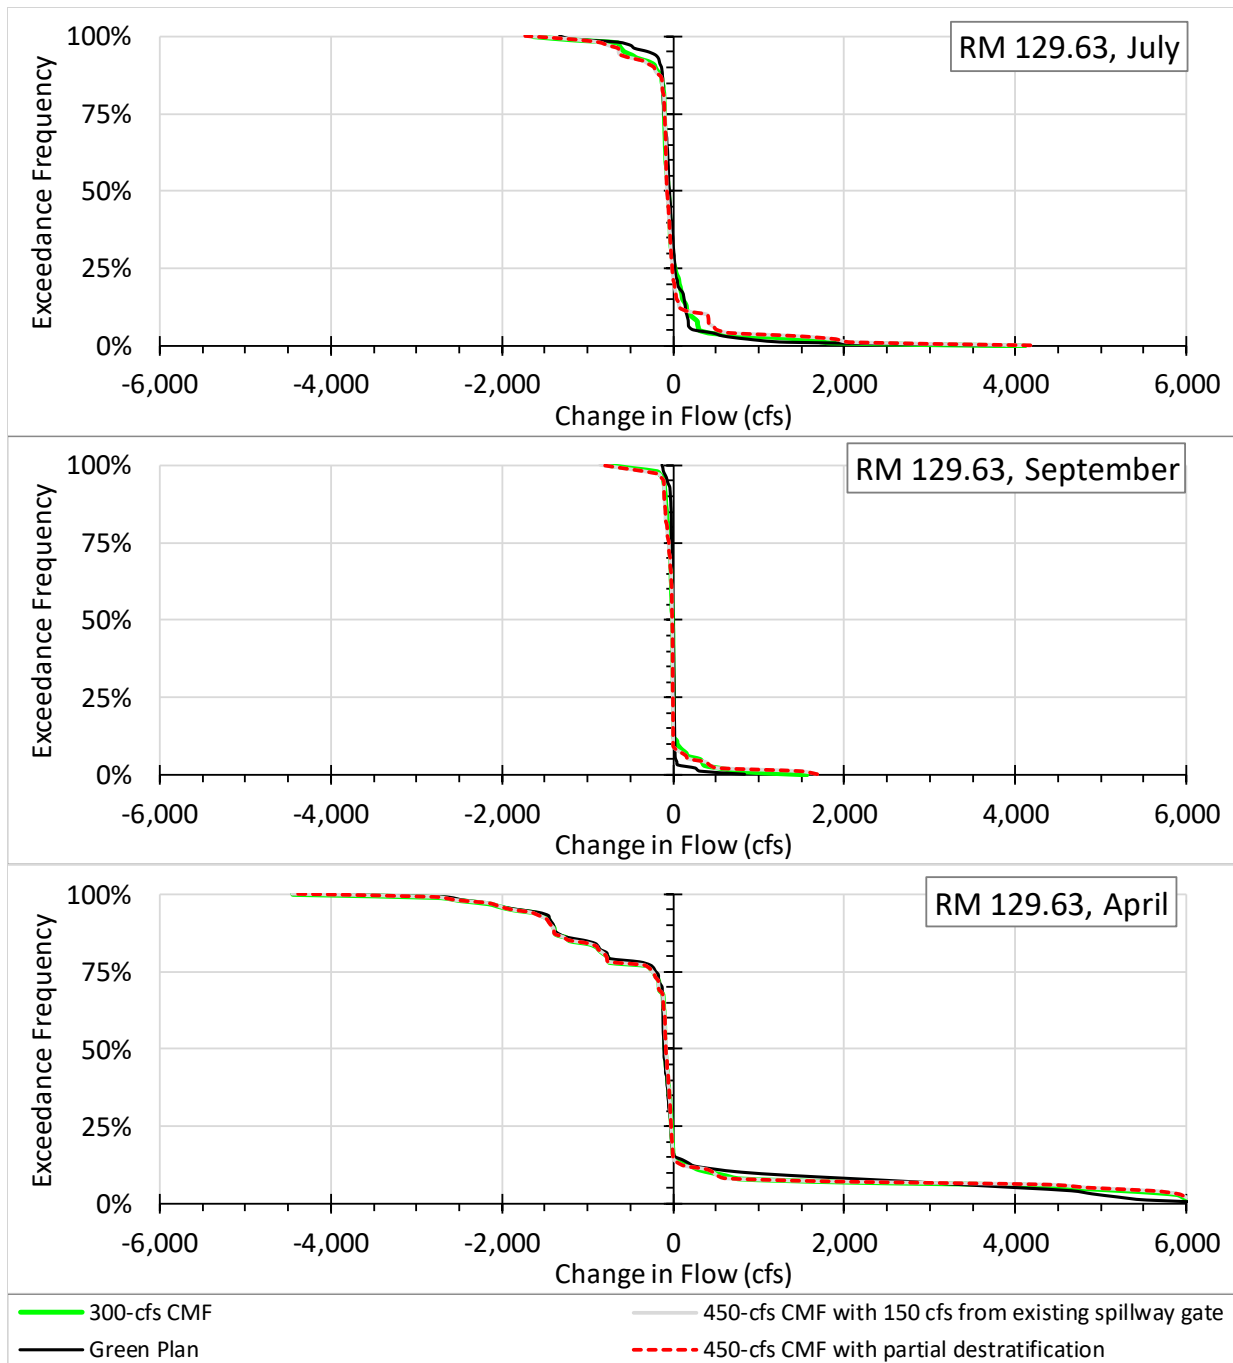 RM 129.63, July
100%
75%
50%
25%
0%
Exceedance Frequency
-6,000 -4,000 -2,000 0 2,000 4,000 6,000
Change in Flow (cfs)
RM 129.63, September
100%
75%
50%
25%
0%
Exceedance Frequency
-6,000 -4,000 -2,000 0 2,000 4,000 6,000
Change in Flow (cfs)
RM 129.63, April
100%
75%
50%
25%
0%
Exceedance Frequency
-6,000 -4,000 -2,000 0 2,000 4,000 6,000
Change in Flow (cfs)
300-cfs CMF
450-cfs CMF with 150 cfs from existing spillway gate
Green Plan
450-cfs CMF with partial destratification